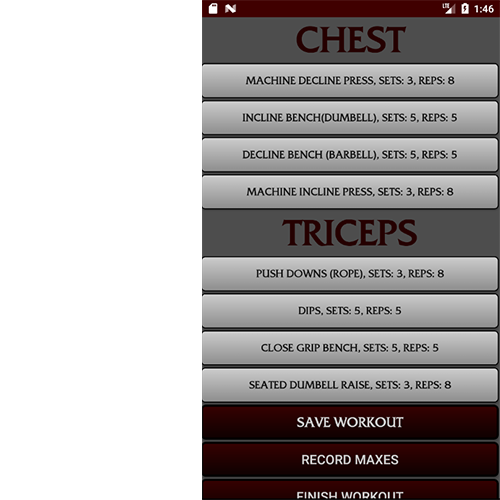 1:46
CHEST
MACHINE DECLINE PRESS, SETS: 3, REPS: 8
INCLINE BENCH(DUMBELL), SETS: 5, REPS: 5
DECLINE BENCH (BARBELL), SETS: 5, REPS: 5
MACHINE INCLINE PRESS, SETS: 3, REPS: 8
TRICEPS
PUSH DOWNS (ROPE), SETS: 3, REPS: 8
DIPS, SETS: 5, REPS: 5
CLOSE GRIP BENCH, SETS: 5, REPS: 5
SEATED DUMBELL RAISE, SETS: 3, REPS: 8
SAVE WORKOUT
RECORD MAXES
FINISH WORKOUT